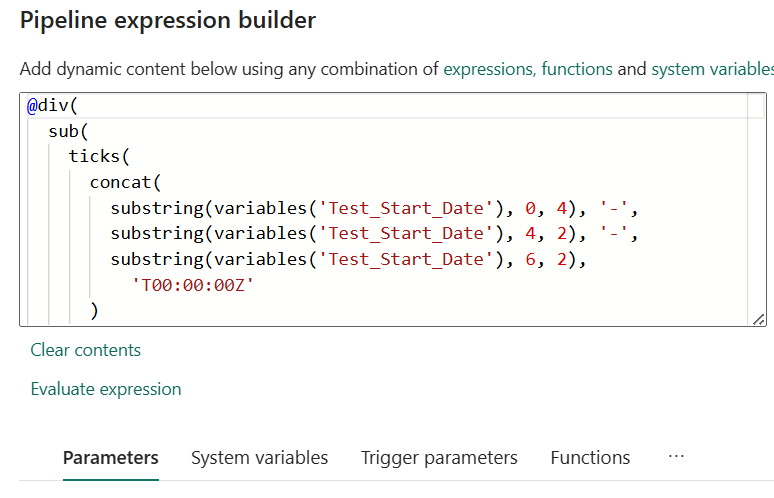 Pipeline expression builder
Add dynamic content below using any combination of expressions, functions and system variables
@div(
sub(
ticks(
concat(
substring(variables('Test_Start_Date'), 0, 4), '-',
substring(variables('Test_Start_Date'), 4, 2), '-',
substring(variables('Test_Start_Date'), 6, 2),
'T00:00:00Z'
)
Clear contents
Evaluate expression
Parameters System variables Trigger parameters Functions ...